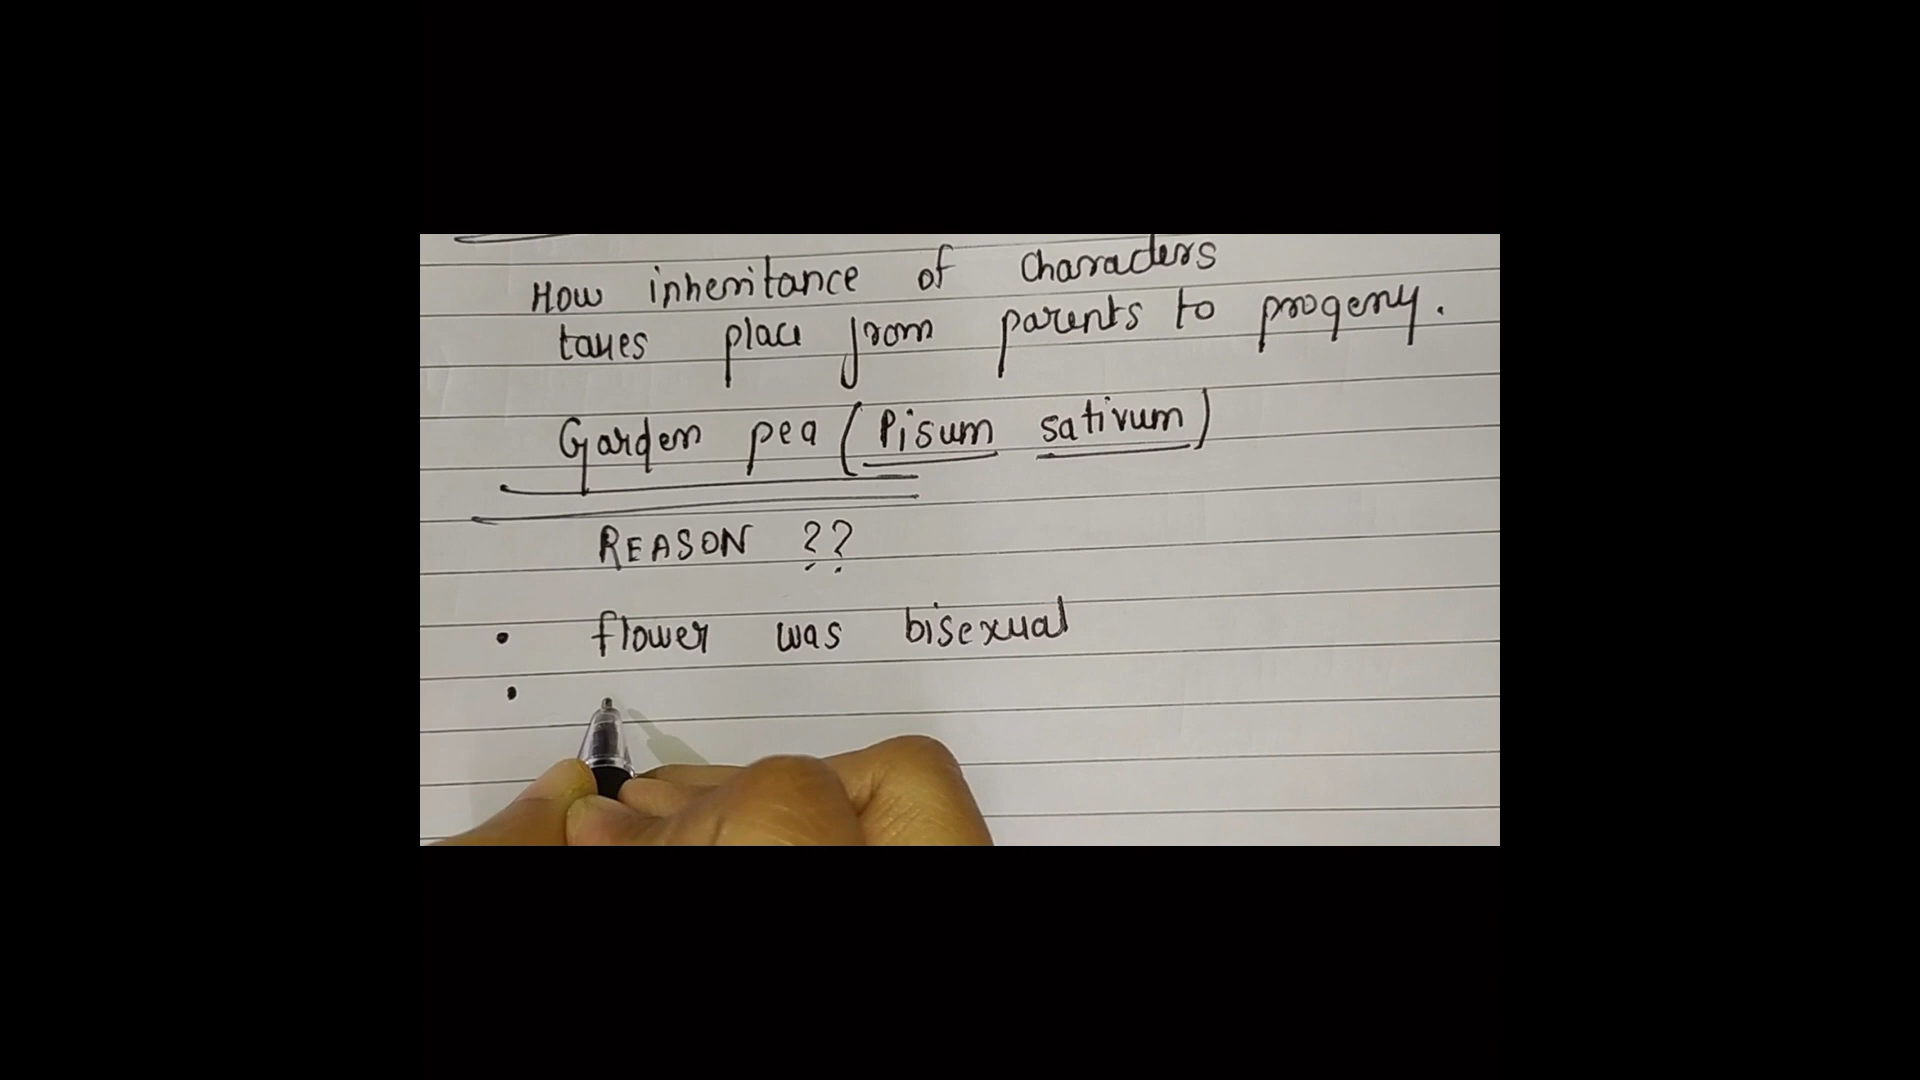 How inheritance of characters
takes place from parents to progeny.
Garden pea (Pisum sativum)
REASON ??
• flower was bisexual
•